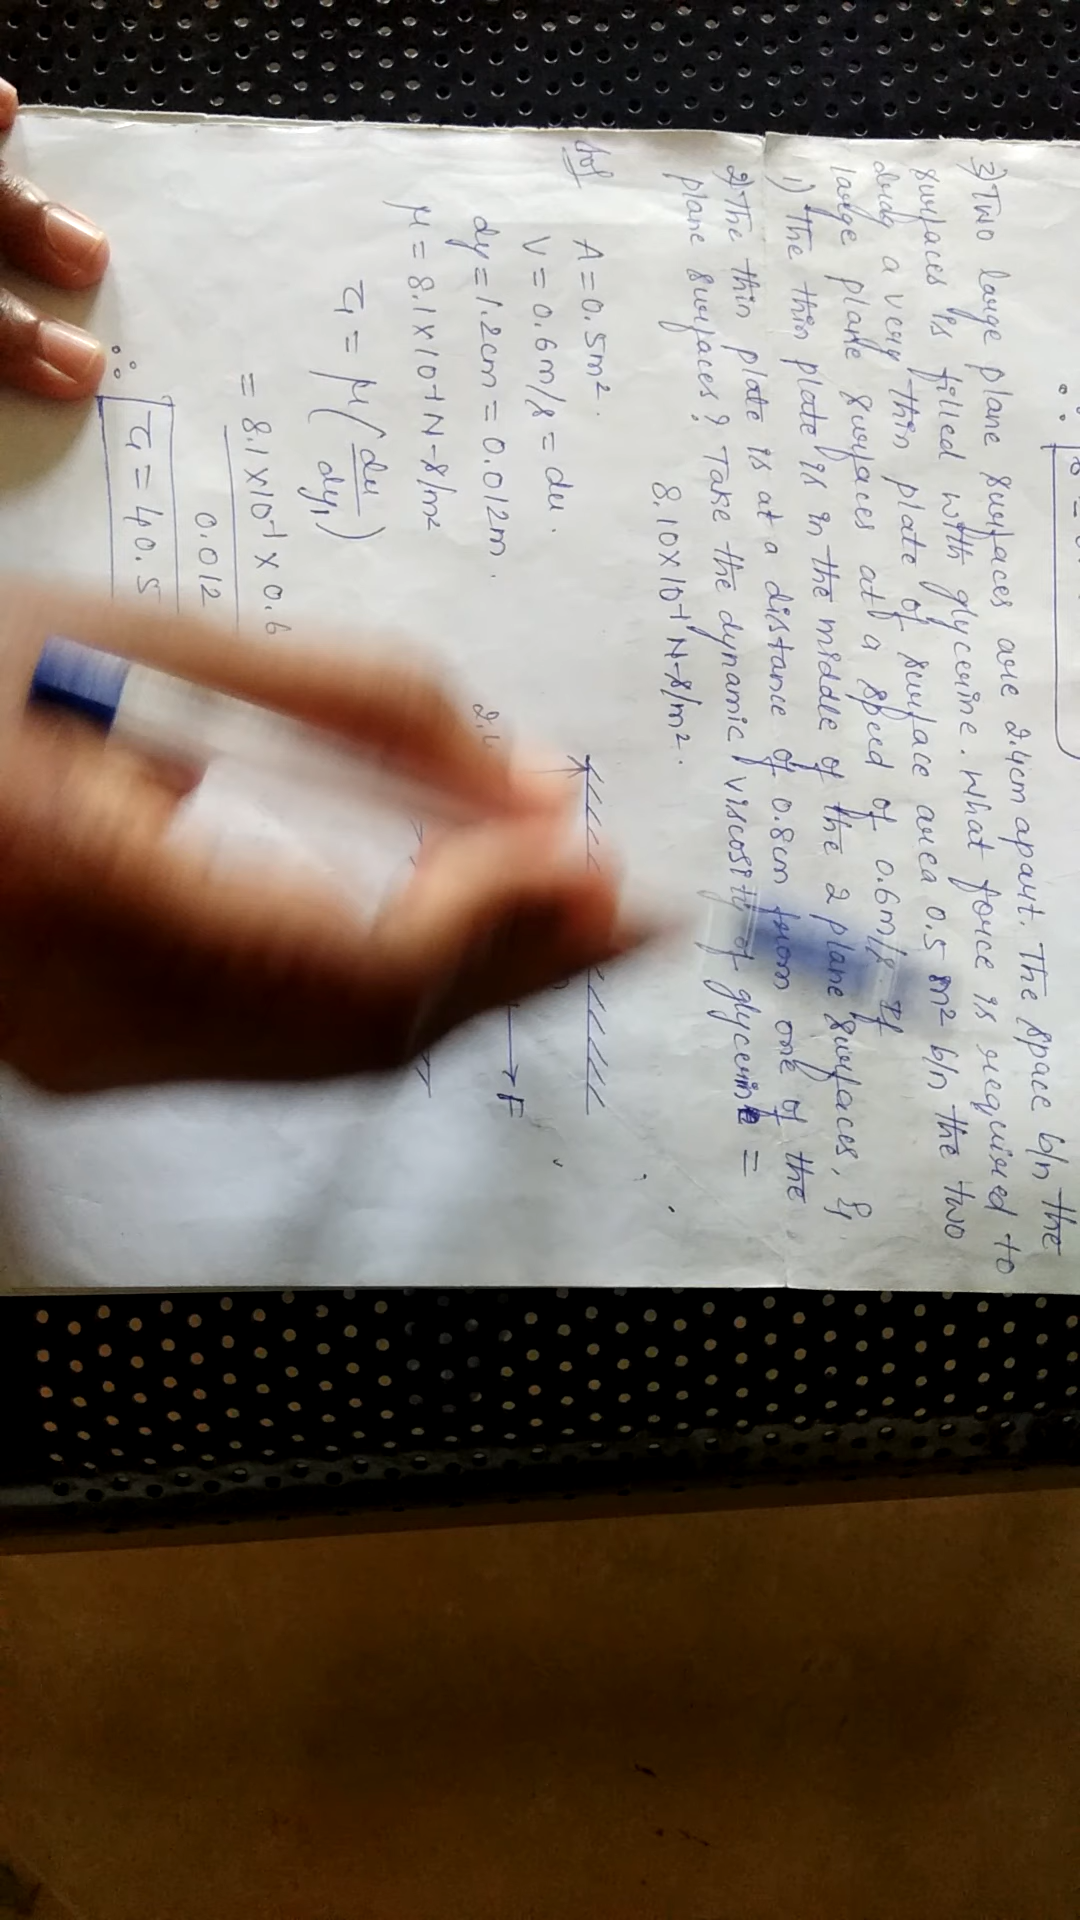 3) Two large plane surfaces are 2.4cm apart. The space b/n the
surfaces is filled with glycerine. What force is required to
drag a very thin plate of surface area 0.5 m² b/n the two
large plane surfaces at a speed of 0.6m/s if
1) The thin plate is in the middle of the 2 plane surfaces, &
2) The thin plate is at a distance of 0.8cm from one of the
plane surfaces? Take the dynamic viscosity of glycerine =
8.10×10⁻¹ N-s/m².
Sol
A = 0.5m².
V = 0.6m/s = du.
dy = 1.2cm = 0.012m.
μ = 8.1×10⁻¹ N-s/m²
τ₁ = μ(du/dy₁)
= 8.1×10⁻¹ × 0.6
0.012
∴ τ₁ = 40.5
F